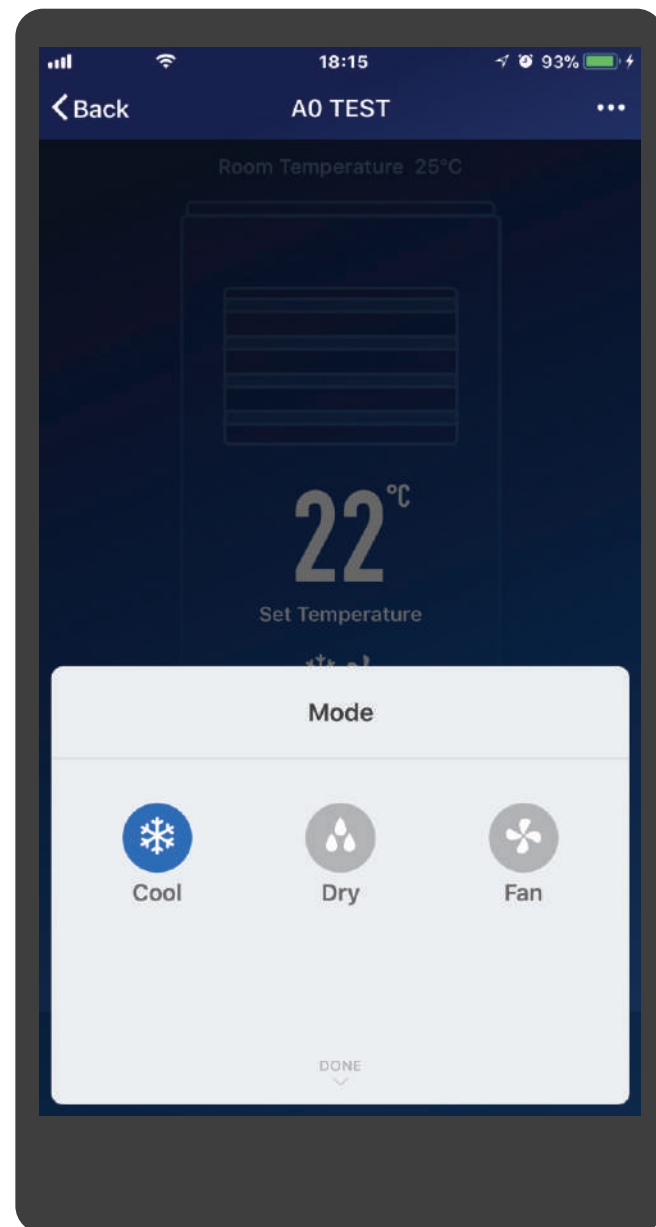 18:15 93%
Back A0 TEST
Room Temperature 25°C
22°C
Set Temperature
Mode
Cool Dry Fan
DONE